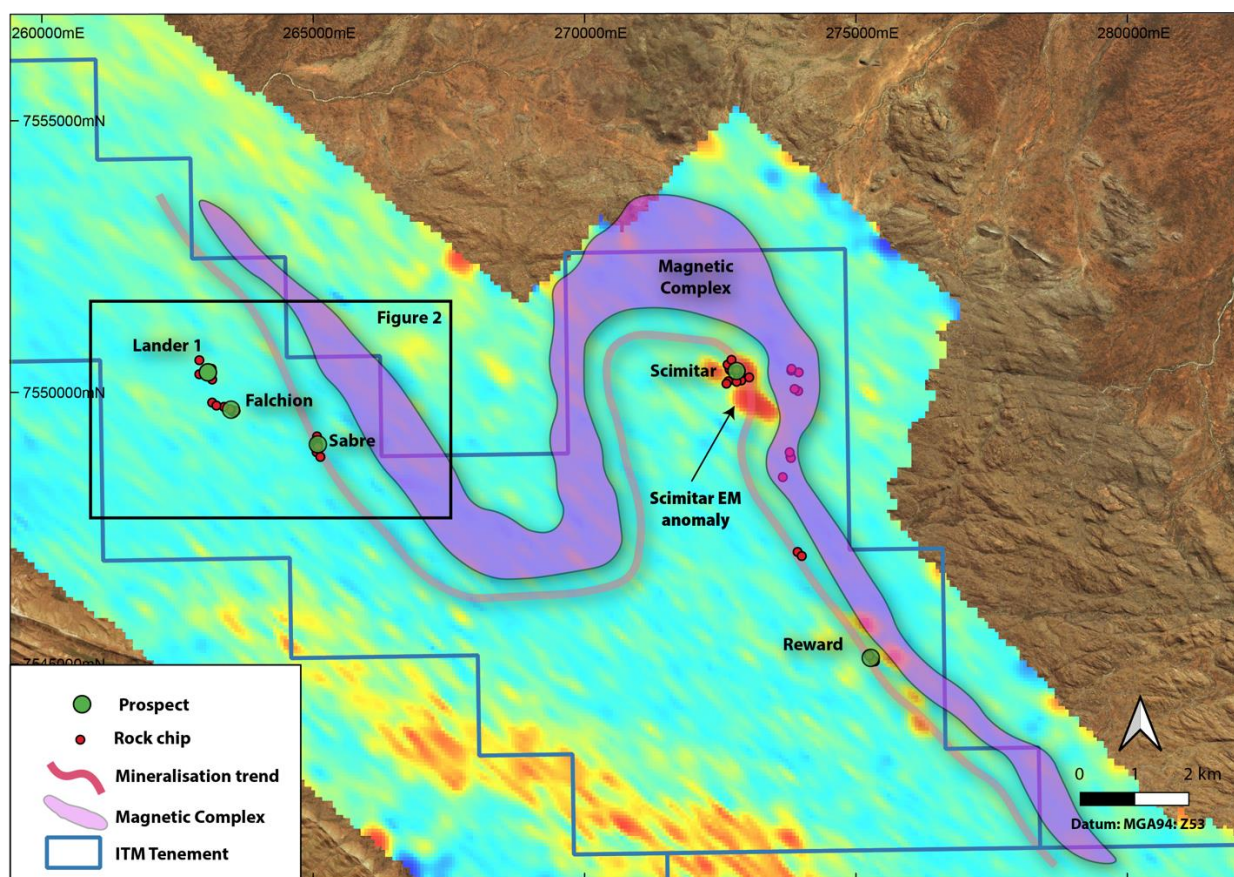 260000mE
265000mE
270000mE
275000mE
280000mE
7555000mN
Magnetic
Complex
Figure 2
Lander 1
Scimitar
7550000mN
Falchion
Sabre
Scimitar EM
anomaly
Reward
7545000mN
Prospect
Rock chip
Mineralisation trend
Magnetic Complex
ITM Tenement
0 1 2 km
Datum: MGA94: Z53